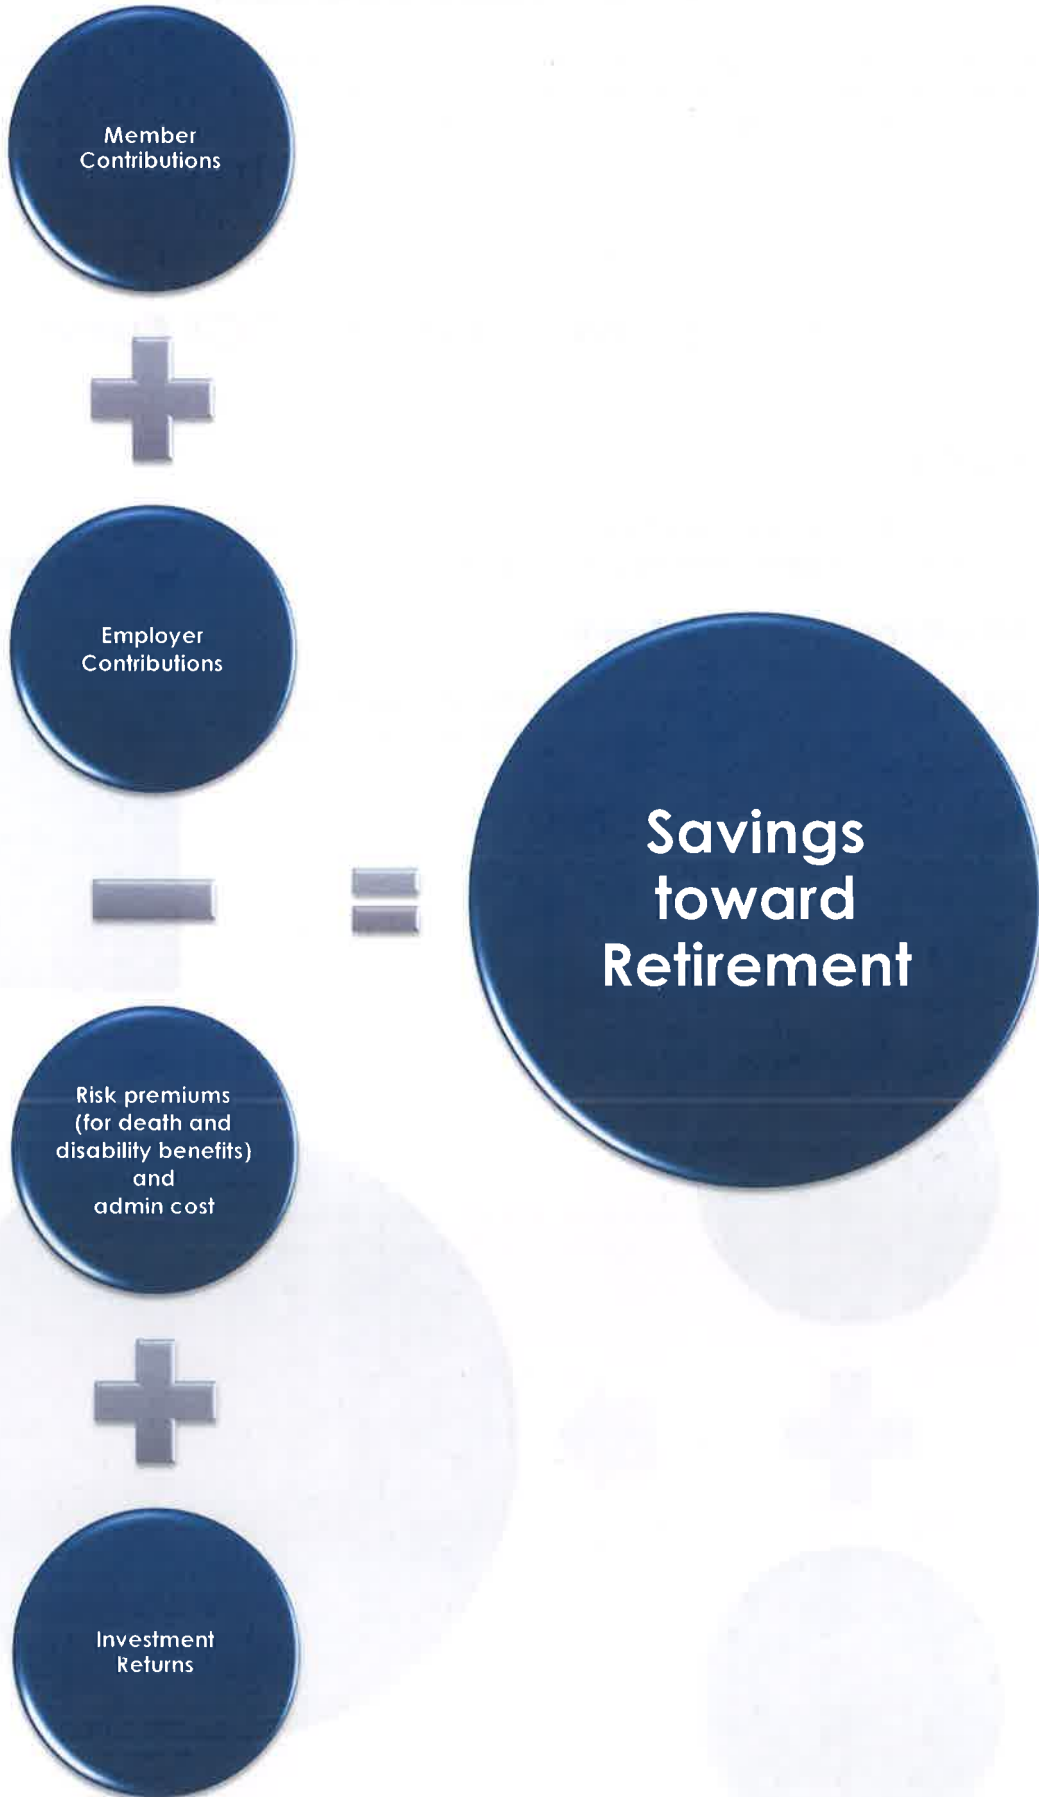 Member
Contributions
Employer
Contributions
Risk premiums
(for death and
disability benefits)
and
admin cost
Investment
Returns
Savings
toward
Retirement